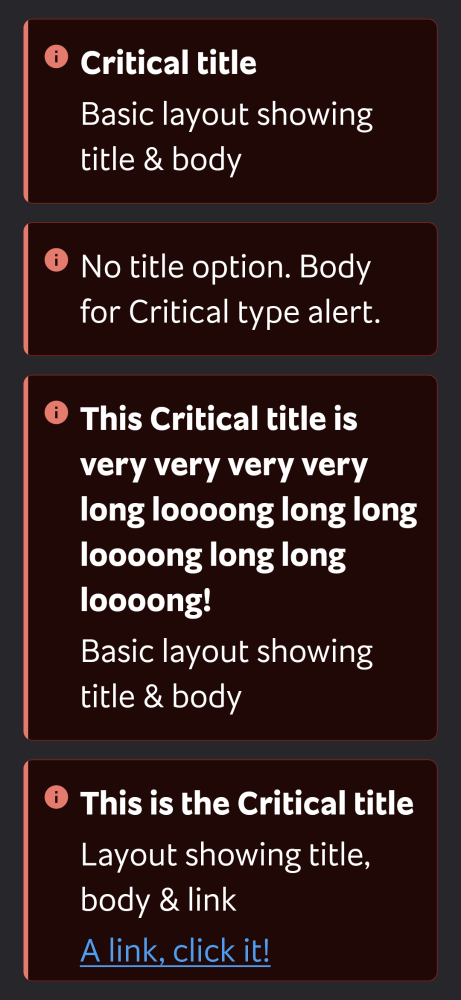 Critical title
Basic layout showing
title & body
No title option. Body
for Critical type alert.
This Critical title is
very very very very
long loooong long long
loooong long long
loooong!
Basic layout showing
title & body
This is the Critical title
Layout showing title,
body & link
A link, click it!